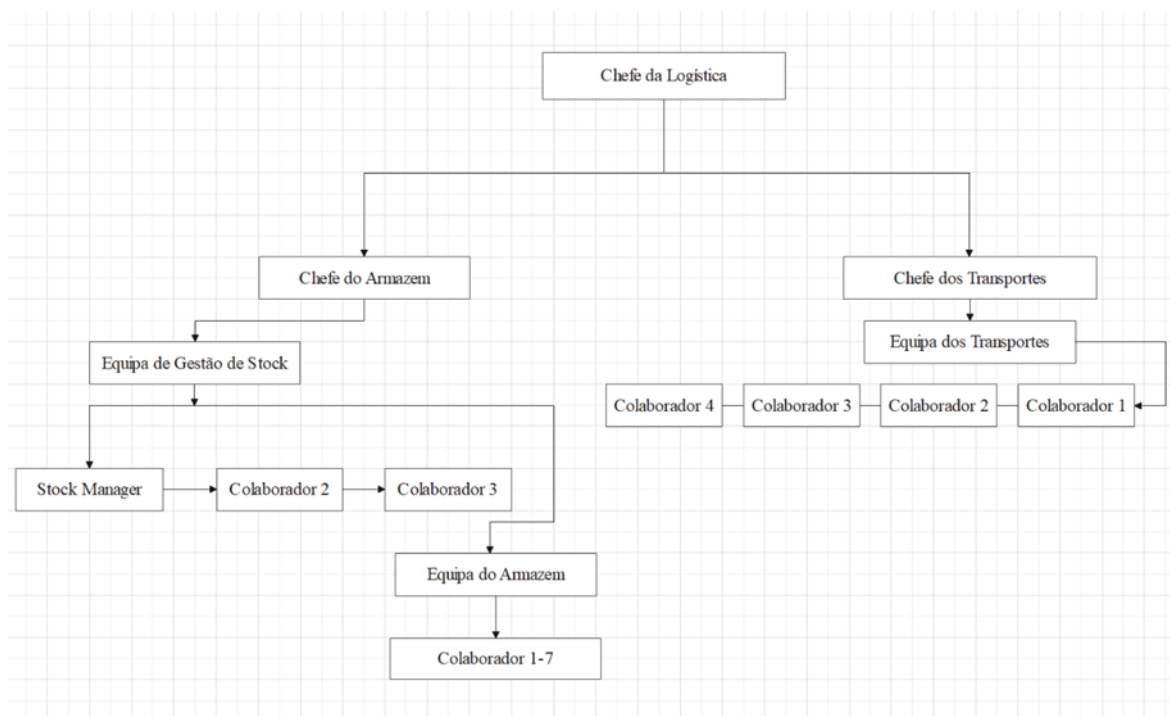 Chefe da Logística
Chefe do Armazem
Chefe dos Transportes
Equipa dos Transportes
Equipa de Gestão de Stock
Colaborador 4
Colaborador 3
Colaborador 2
Colaborador 1
Stock Manager
Colaborador 2
Colaborador 3
Equipa do Armazem
Colaborador 1-7